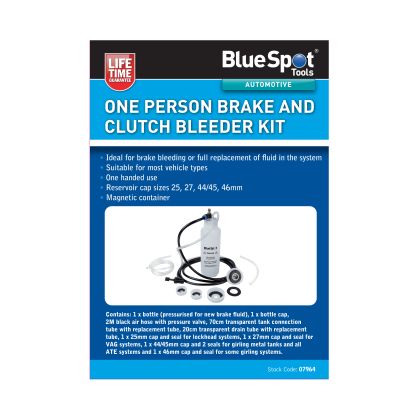 LIFE
TIME
GUARANTEE
BlueSpot®
Tools
AUTOMOTIVE
ONE PERSON BRAKE AND
CLUTCH BLEEDER KIT
• Ideal for brake bleeding or full replacement of fluid in the system
• Suitable for most vehicle types
• One handed use
• Reservoir cap sizes 25, 27, 44/45, 46mm
• Magnetic container
BlueSpot
Contains: 1 x bottle (pressurised for new brake fluid), 1 x bottle cap,
2M black air hose with pressure valve, 70cm transparent tank connection
tube with replacement tube, 20cm transparent drain tube with replacement
tube, 1 x 25mm cap and seal for lockhead systems, 1 x 27mm cap and seal for
VAG systems, 1 x 44/45mm cap and 2 seals for girling metal tanks and all
ATE systems and 1 x 46mm cap and seal for some girling systems.
Stock Code: 07964